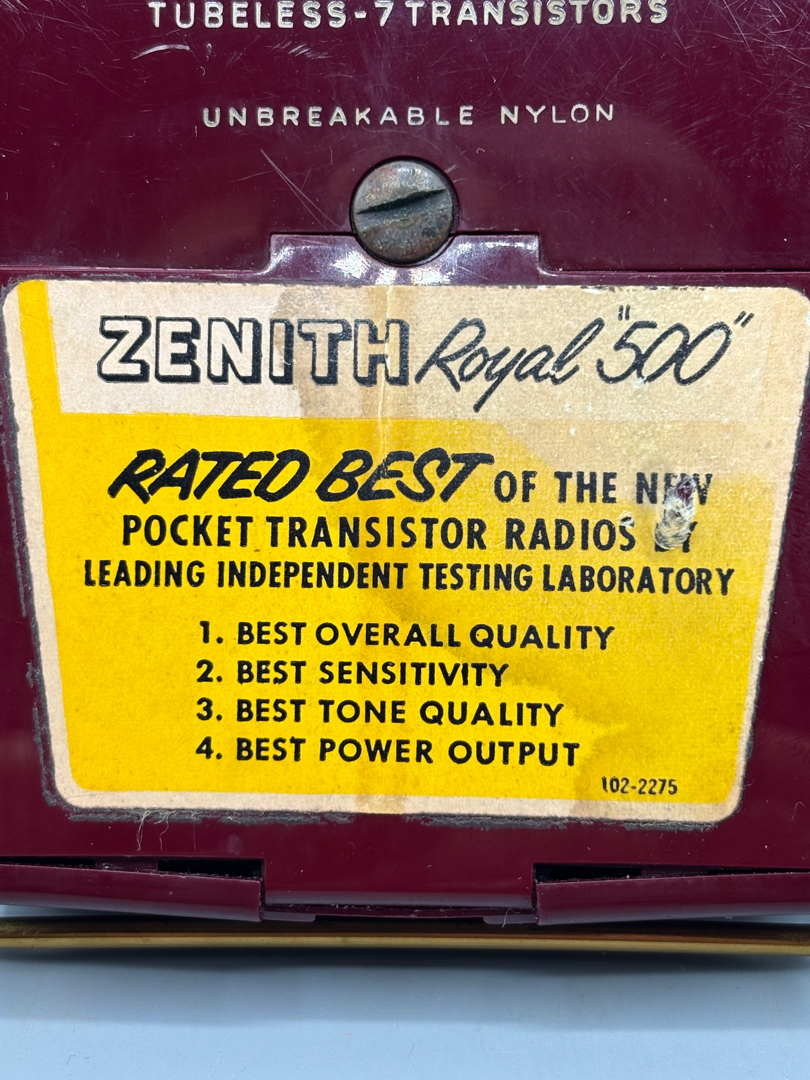 TUBELESS-7 TRANSISTORS
UNBREAKABLE NYLON
ZENITH Royal "500"
RATED BEST OF THE NEW
POCKET TRANSISTOR RADIOS BY
LEADING INDEPENDENT TESTING LABORATORY
1. BEST OVERALL QUALITY
2. BEST SENSITIVITY
3. BEST TONE QUALITY
4. BEST POWER OUTPUT
102-2275